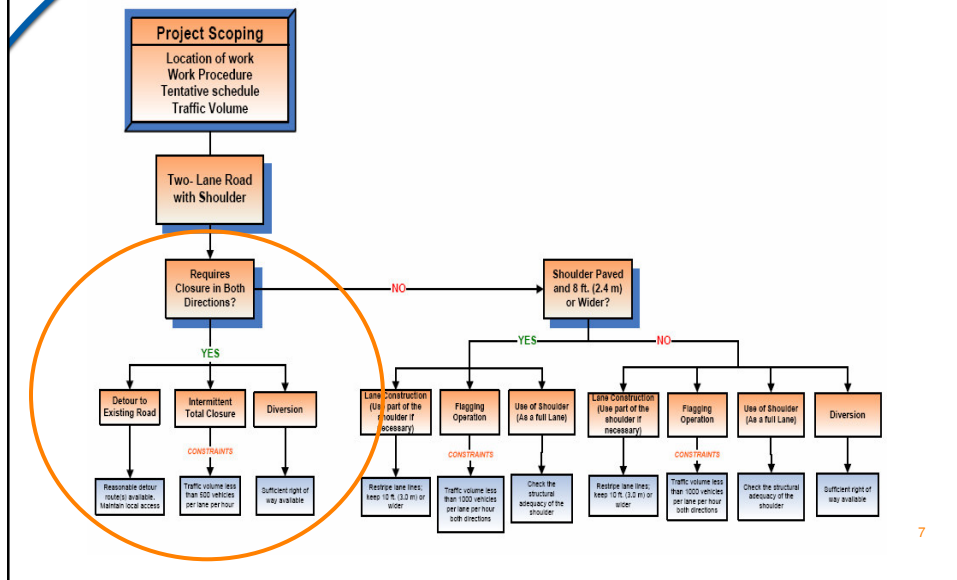 Project Scoping
Location of work
Work Procedure
Tentative schedule
Traffic Volume
Two- Lane Road
with Shoulder
Requires
Closure in Both
Directions?
NO
Shoulder Paved
and 8 ft. (2.4 m)
or Wider?
YES
YES
NO
Detour to
Existing Road
Intermittent
Total Closure
Diversion
Lane Construction
(Use part of the
shoulder if
necessary)
Flagging
Operation
Use of Shoulder
(As a full Lane)
Lane Construction
(Use part of the
shoulder if
necessary)
Flagging
Operation
Use of Shoulder
(As a full Lane)
Diversion
CONSTRAINTS
CONSTRAINTS
CONSTRAINTS
Reasonable detour
route(s) available,
Maintain local access
Traffic volume less
than 500 vehicles
per lane per hour
Sufficient right of
way available
Restripe lane lines;
keep 10 ft. (3.0 m) or
wider
Traffic volume less
than 1000 vehicles
per lane per hour
both directions
Check the
structural
adequacy of the
shoulder
Restripe lane lines;
keep 10 ft. (3.0 m) or
wider
Traffic volume less
than 1000 vehicles
per lane per hour
both directions
Check the structural
adequacy of the
shoulder
Sufficient right of
way available
7